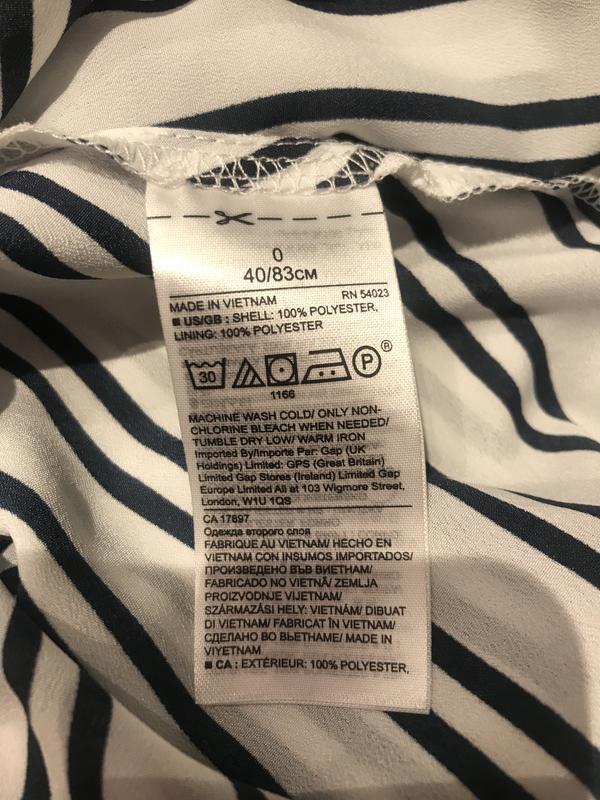 0
40/83CM
MADE IN VIETNAM RN 54023
■ US/GB : SHELL: 100% POLYESTER,
LINING: 100% POLYESTER
30 P ®
1166
MACHINE WASH COLD/ ONLY NON-
CHLORINE BLEACH WHEN NEEDED/
TUMBLE DRY LOW/ WARM IRON
Imported By/Importe Par: Gap (UK
Holdings) Limited: GPS (Great Britain)
Limited Gap Stores (Ireland) Limited Gap
Europe Limited All at 103 Wigmore Street,
London, W1U 1QS
CA 17897
Одежда второго слоя
FABRIQUE AU VIETNAM/ HECHO EN
VIETNAM CON INSUMOS IMPORTADOS/
ПРОИЗВЕДЕНО ВЪВ ВИЕТНАМ/
FABRICADO NO VIETNÃ/ ZEMLJA
PROIZVODNJE VIJETNAM/
SZÁRMAZÁSI HELY: VIETNÁM/ DIBUAT
DI VIETNAM/ FABRICAT ÎN VIETNAM/
СДЕЛАНО ВО ВЬЕТНАМЕ/ MADE IN
VIYETNAM
■ CA : EXTÉRIEUR: 100% POLYESTER,